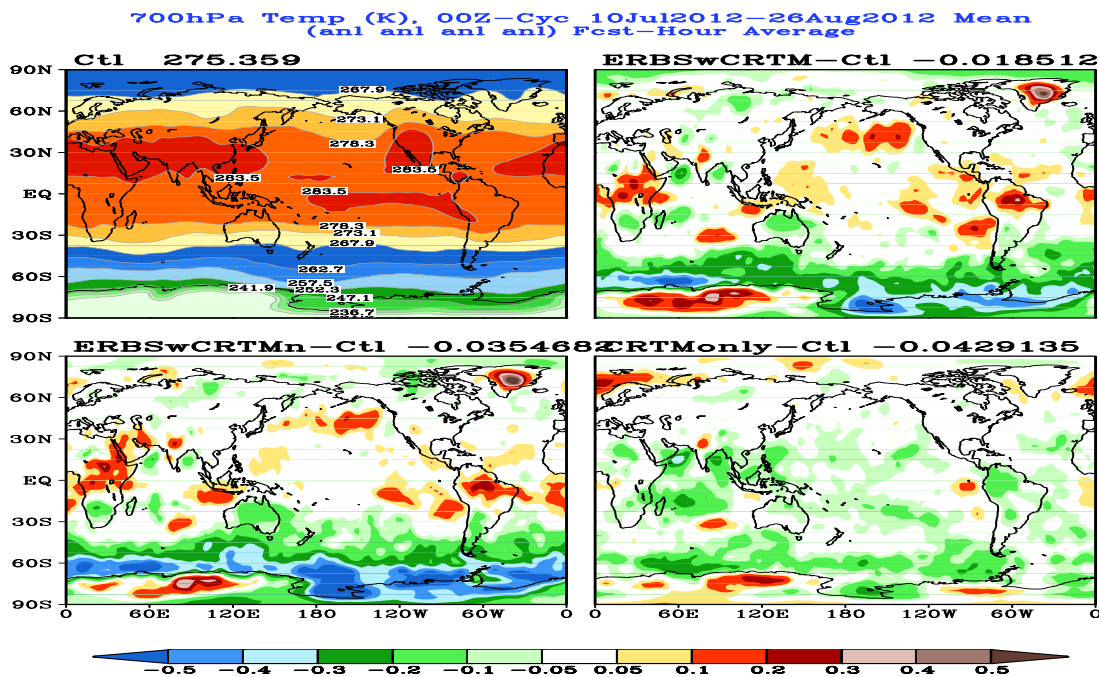 700hPa Temp (K), 00Z-Cyc 10Jul2012-26Aug2012 Mean
(anl anl anl anl) Fcst-Hour Average
Ctl 275.359
ERBSwCRTM-Ctl -0.018512
90N
60N
30N
EQ
30S
60S
90S
267.9
273.1
278.3
283.5
283.5
283.5
278.3
273.1
267.9
262.7
257.5
252.3
241.9
247.1
236.7
ERBSwCRTMn-Ctl -0.035468
CRTMonly-Ctl -0.0429135
90N
60N
30N
EQ
30S
60S
90S
0 60E 120E 180 120W 60W 0
0 60E 120E 180 120W 60W 0
-0.5 -0.4 -0.3 -0.2 -0.1 -0.05 0.05 0.1 0.2 0.3 0.4 0.5